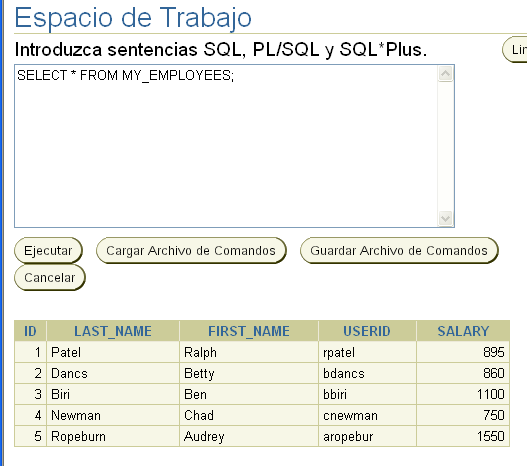 Espacio de Trabajo
Introduzca sentencias SQL, PL/SQL y SQL*Plus.
SELECT * FROM MY_EMPLOYEES;
Ejecutar Cargar Archivo de Comandos Guardar Archivo de Comandos
Cancelar
ID LAST_NAME FIRST_NAME USERID SALARY
1 Patel Ralph rpatel 895
2 Dancs Betty bdancs 860
3 Biri Ben bbiri 1100
4 Newman Chad cnewman 750
5 Ropeburn Audrey aropebur 1550